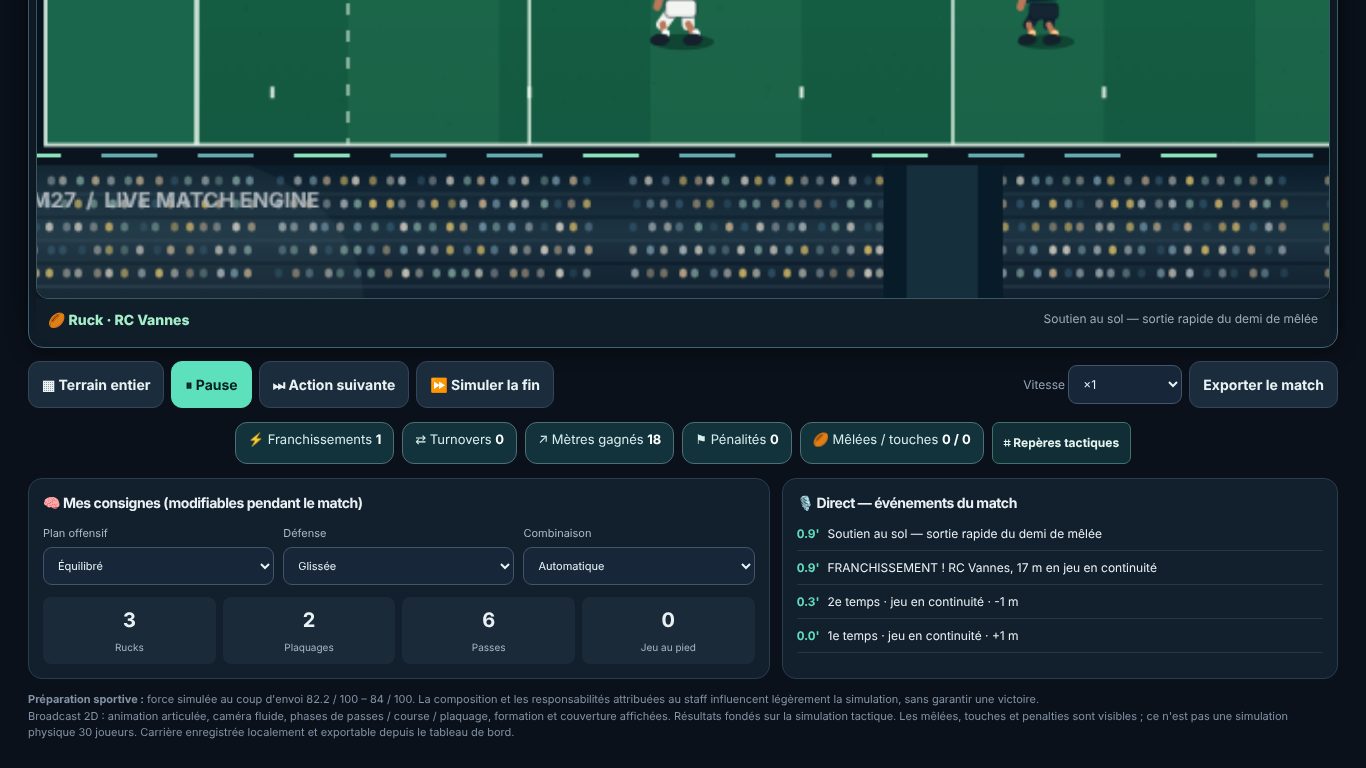 M27 / LIVE MATCH ENGINE
Ruck · RC Vannes
Soutien au sol — sortie rapide du demi de mêlée
Terrain entier
Pause
Action suivante
Simuler la fin
Vitesse
×1
Exporter le match
Franchissements 1
Turnovers 0
Mètres gagnés 18
Pénalités 0
Mêlées / touches 0 / 0
Repères tactiques
Mes consignes (modifiables pendant le match)
Plan offensif
Défense
Combinaison
Équilibré
Glissée
Automatique
3
2
6
0
Rucks
Plaquages
Passes
Jeu au pied
Direct — événements du match
0.9' Soutien au sol — sortie rapide du demi de mêlée
0.9' FRANCHISSEMENT ! RC Vannes, 17 m en jeu en continuité
0.3' 2e temps · jeu en continuité · -1 m
0.0' 1e temps · jeu en continuité · +1 m
Préparation sportive : force simulée au coup d'envoi 82.2 / 100 – 84 / 100. La composition et les responsabilités attribuées au staff influencent légèrement la simulation, sans garantir une victoire.
Broadcast 2D : animation articulée, caméra fluide, phases de passes / course / plaquage, formation et couverture affichées. Résultats fondés sur la simulation tactique. Les mêlées, touches et penalties sont visibles ; ce n'est pas une simulation
physique 30 joueurs. Carrière enregistrée localement et exportable depuis le tableau de bord.